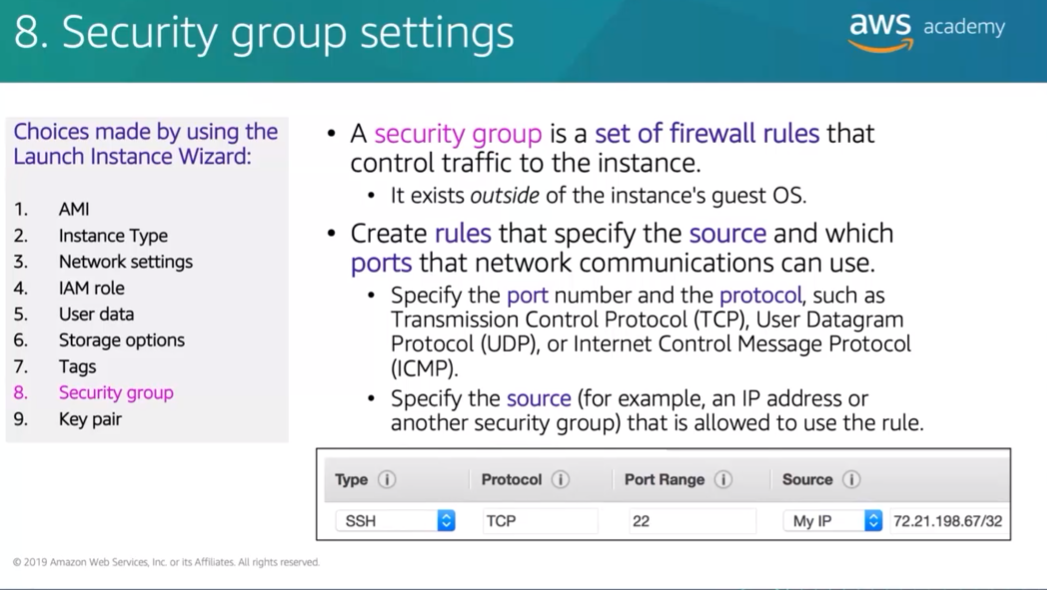 8. Security group settings
aws academy
Choices made by using the
Launch Instance Wizard:
1. AMI
2. Instance Type
3. Network settings
4. IAM role
5. User data
6. Storage options
7. Tags
8. Security group
9. Key pair
• A security group is a set of firewall rules that
control traffic to the instance.
• It exists outside of the instance's guest OS.
• Create rules that specify the source and which
ports that network communications can use.
• Specify the port number and the protocol, such as
Transmission Control Protocol (TCP), User Datagram
Protocol (UDP), or Internet Control Message Protocol
(ICMP).
• Specify the source (for example, an IP address or
another security group) that is allowed to use the rule.
Type i Protocol i Port Range i Source i
SSH TCP 22 My IP 72.21.198.67/32
© 2019 Amazon Web Services, Inc. or its Affiliates. All rights reserved.